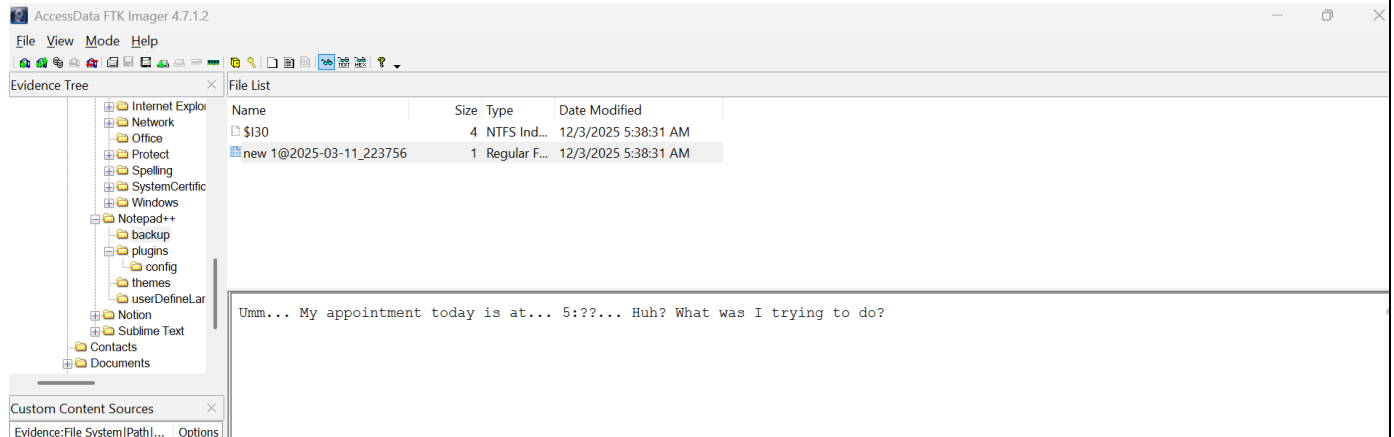 AccessData FTK Imager 4.7.1.2
File View Mode Help
Evidence Tree
Internet Explor
Network
Office
Protect
Spelling
SystemCertific
Windows
Notepad++
backup
plugins
config
themes
userDefineLar
Notion
Sublime Text
Contacts
Documents
Custom Content Sources
Evidence:File System|Path|... Options
File List
Name Size Type Date Modified
$I30 4 NTFS Ind... 12/3/2025 5:38:31 AM
new 1@2025-03-11_223756 1 Regular F... 12/3/2025 5:38:31 AM
Umm... My appointment today is at... 5:??... Huh? What was I trying to do?